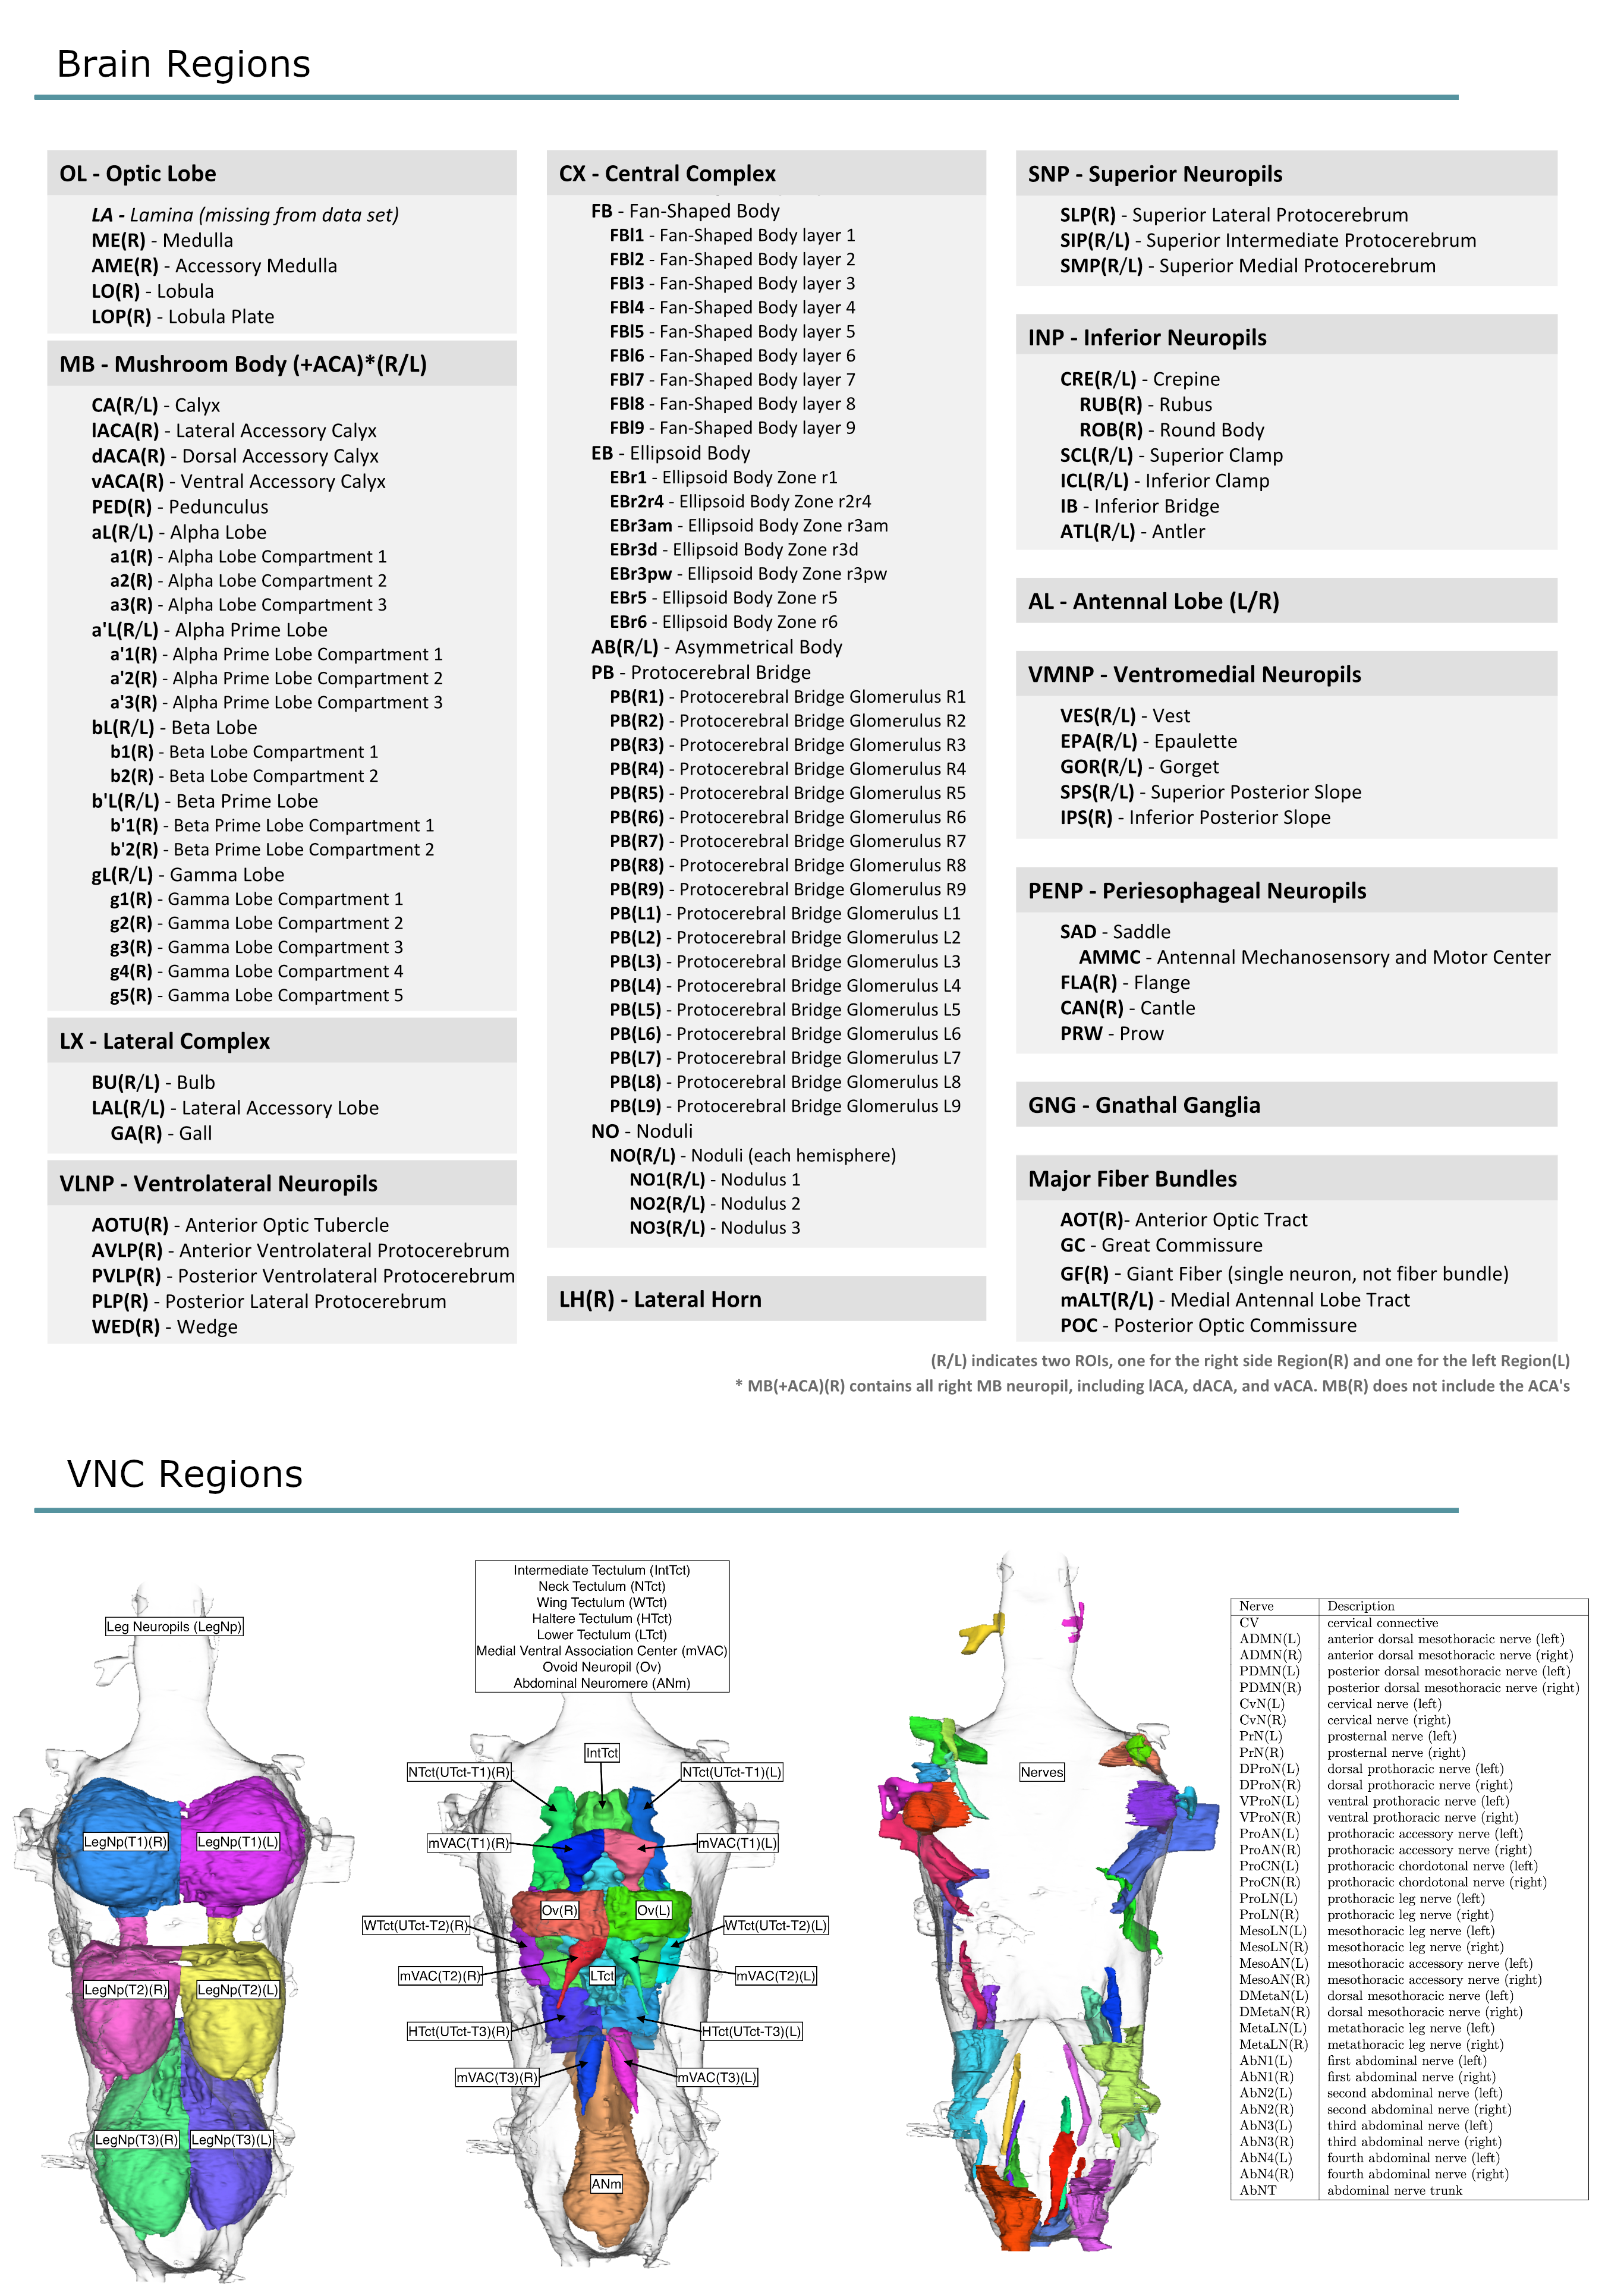 Brain Regions
OL - Optic Lobe
LA - Lamina (missing from data set)
ME(R) - Medulla
AME(R) - Accessory Medulla
LO(R) - Lobula
LOP(R) - Lobula Plate
MB - Mushroom Body (+ACA)*(R/L)
CA(R/L) - Calyx
lACA(R) - Lateral Accessory Calyx
dACA(R) - Dorsal Accessory Calyx
vACA(R) - Ventral Accessory Calyx
PED(R) - Pedunculus
aL(R/L) - Alpha Lobe
a1(R) - Alpha Lobe Compartment 1
a2(R) - Alpha Lobe Compartment 2
a3(R) - Alpha Lobe Compartment 3
a'L(R/L) - Alpha Prime Lobe
a'1(R) - Alpha Prime Lobe Compartment 1
a'2(R) - Alpha Prime Lobe Compartment 2
a'3(R) - Alpha Prime Lobe Compartment 3
bL(R/L) - Beta Lobe
b1(R) - Beta Lobe Compartment 1
b2(R) - Beta Lobe Compartment 2
b'L(R/L) - Beta Prime Lobe
b'1(R) - Beta Prime Lobe Compartment 1
b'2(R) - Beta Prime Lobe Compartment 2
gL(R/L) - Gamma Lobe
g1(R) - Gamma Lobe Compartment 1
g2(R) - Gamma Lobe Compartment 2
g3(R) - Gamma Lobe Compartment 3
g4(R) - Gamma Lobe Compartment 4
g5(R) - Gamma Lobe Compartment 5
LX - Lateral Complex
BU(R/L) - Bulb
LAL(R/L) - Lateral Accessory Lobe
GA(R) - Gall
VLNP - Ventrolateral Neuropils
AOTU(R) - Anterior Optic Tubercle
AVLP(R) - Anterior Ventrolateral Protocerebrum
PVLP(R) - Posterior Ventrolateral Protocerebrum
PLP(R) - Posterior Lateral Protocerebrum
WED(R) - Wedge
CX - Central Complex
FB - Fan-Shaped Body
FBl1 - Fan-Shaped Body layer 1
FBl2 - Fan-Shaped Body layer 2
FBl3 - Fan-Shaped Body layer 3
FBl4 - Fan-Shaped Body layer 4
FBl5 - Fan-Shaped Body layer 5
FBl6 - Fan-Shaped Body layer 6
FBl7 - Fan-Shaped Body layer 7
FBl8 - Fan-Shaped Body layer 8
FBl9 - Fan-Shaped Body layer 9
EB - Ellipsoid Body
EBr1 - Ellipsoid Body Zone r1
EBr2r4 - Ellipsoid Body Zone r2r4
EBr3am - Ellipsoid Body Zone r3am
EBr3d - Ellipsoid Body Zone r3d
EBr3pw - Ellipsoid Body Zone r3pw
EBr5 - Ellipsoid Body Zone r5
EBr6 - Ellipsoid Body Zone r6
AB(R/L) - Asymmetrical Body
PB - Protocerebral Bridge
PB(R1) - Protocerebral Bridge Glomerulus R1
PB(R2) - Protocerebral Bridge Glomerulus R2
PB(R3) - Protocerebral Bridge Glomerulus R3
PB(R4) - Protocerebral Bridge Glomerulus R4
PB(R5) - Protocerebral Bridge Glomerulus R5
PB(R6) - Protocerebral Bridge Glomerulus R6
PB(R7) - Protocerebral Bridge Glomerulus R7
PB(R8) - Protocerebral Bridge Glomerulus R8
PB(R9) - Protocerebral Bridge Glomerulus R9
PB(L1) - Protocerebral Bridge Glomerulus L1
PB(L2) - Protocerebral Bridge Glomerulus L2
PB(L3) - Protocerebral Bridge Glomerulus L3
PB(L4) - Protocerebral Bridge Glomerulus L4
PB(L5) - Protocerebral Bridge Glomerulus L5
PB(L6) - Protocerebral Bridge Glomerulus L6
PB(L7) - Protocerebral Bridge Glomerulus L7
PB(L8) - Protocerebral Bridge Glomerulus L8
PB(L9) - Protocerebral Bridge Glomerulus L9
NO - Noduli
NO(R/L) - Noduli (each hemisphere)
NO1(R/L) - Nodulus 1
NO2(R/L) - Nodulus 2
NO3(R/L) - Nodulus 3
LH(R) - Lateral Horn
SNP - Superior Neuropils
SLP(R) - Superior Lateral Protocerebrum
SIP(R/L) - Superior Intermediate Protocerebrum
SMP(R/L) - Superior Medial Protocerebrum
INP - Inferior Neuropils
CRE(R/L) - Crepine
RUB(R) - Rubus
ROB(R) - Round Body
SCL(R/L) - Superior Clamp
ICL(R/L) - Inferior Clamp
IB - Inferior Bridge
ATL(R/L) - Antler
AL - Antennal Lobe (L/R)
VMNP - Ventromedial Neuropils
VES(R/L) - Vest
EPA(R/L) - Epaulette
GOR(R/L) - Gorget
SPS(R/L) - Superior Posterior Slope
IPS(R) - Inferior Posterior Slope
PENP - Periesophageal Neuropils
SAD - Saddle
AMMC - Antennal Mechanosensory and Motor Center
FLA(R) - Flange
CAN(R) - Cantle
PRW - Prow
GNG - Gnathal Ganglia
Major Fiber Bundles
AOT(R)- Anterior Optic Tract
GC - Great Commissure
GF(R) - Giant Fiber (single neuron, not fiber bundle)
mALT(R/L) - Medial Antennal Lobe Tract
POC - Posterior Optic Commissure
(R/L) indicates two ROIs, one for the right side Region(R) and one for the left Region(L)
* MB(+ACA)(R) contains all right MB neuropil, including lACA, dACA, and vACA. MB(R) does not include the ACA's
VNC Regions
Leg Neuropils (LegNp)
LegNp(T1)(R)
LegNp(T1)(L)
LegNp(T2)(R)
LegNp(T2)(L)
LegNp(T3)(R)
LegNp(T3)(L)
Intermediate Tectulum (IntTct)
Neck Tectulum (NTct)
Wing Tectulum (WTct)
Haltere Tectulum (HTct)
Lower Tectulum (LTct)
Medial Ventral Association Center (mVAC)
Ovoid Neuropil (Ov)
Abdominal Neuromere (ANm)
IntTct
NTct(UTct-T1)(R)
NTct(UTct-T1)(L)
mVAC(T1)(R)
mVAC(T1)(L)
Ov(R)
Ov(L)
WTct(UTct-T2)(R)
WTct(UTct-T2)(L)
mVAC(T2)(R)
LTct
mVAC(T2)(L)
HTct(UTct-T3)(R)
HTct(UTct-T3)(L)
mVAC(T3)(R)
mVAC(T3)(L)
ANm
Nerves
Nerve Description
CV cervical connective
ADMN(L) anterior dorsal mesothoracic nerve (left)
ADMN(R) anterior dorsal mesothoracic nerve (right)
PDMN(L) posterior dorsal mesothoracic nerve (left)
PDMN(R) posterior dorsal mesothoracic nerve (right)
CvN(L) cervical nerve (left)
CvN(R) cervical nerve (right)
PrN(L) prosternal nerve (left)
PrN(R) prosternal nerve (right)
DProN(L) dorsal prothoracic nerve (left)
DProN(R) dorsal prothoracic nerve (right)
VProN(L) ventral prothoracic nerve (left)
VProN(R) ventral prothoracic nerve (right)
ProAN(L) prothoracic accessory nerve (left)
ProAN(R) prothoracic accessory nerve (right)
ProCN(L) prothoracic chordotonal nerve (left)
ProCN(R) prothoracic chordotonal nerve (right)
ProLN(L) prothoracic leg nerve (left)
ProLN(R) prothoracic leg nerve (right)
MesoLN(L) mesothoracic leg nerve (left)
MesoLN(R) mesothoracic leg nerve (right)
MesoAN(L) mesothoracic accessory nerve (left)
MesoAN(R) mesothoracic accessory nerve (right)
DMetaN(L) dorsal mesothoracic nerve (left)
DMetaN(R) dorsal mesothoracic nerve (right)
MetaLN(L) metathoracic leg nerve (left)
MetaLN(R) metathoracic leg nerve (right)
AbN1(L) first abdominal nerve (left)
AbN1(R) first abdominal nerve (right)
AbN2(L) second abdominal nerve (left)
AbN2(R) second abdominal nerve (right)
AbN3(L) third abdominal nerve (left)
AbN3(R) third abdominal nerve (right)
AbN4(L) fourth abdominal nerve (left)
AbN4(R) fourth abdominal nerve (right)
AbNT abdominal nerve trunk